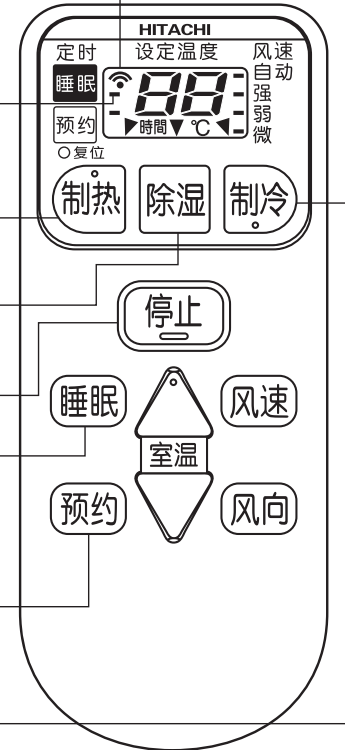 HITACHI
定时 设定温度 风速
睡眠 88 自动
强
预约 弱
時間 ℃ 微
复位
制热 除湿 制冷
停止
睡眠 风速
室温
预约 风向